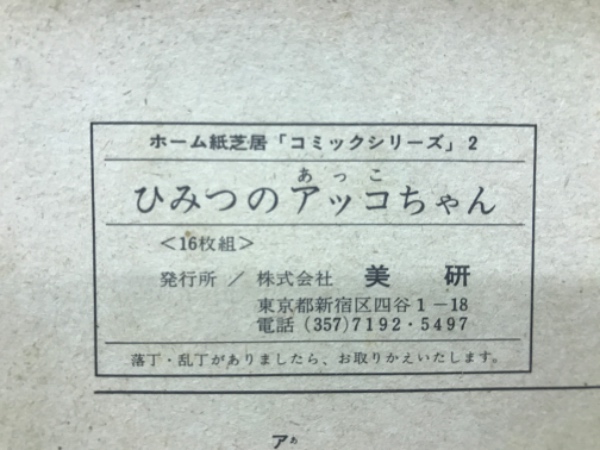 ホーム紙芝居「コミックシリーズ」2
あっこ
ひみつのアッコちゃん
＜16枚組＞
発行所／株式会社 美研
東京都新宿区四谷1－18
電話(357)7192・5497
落丁・乱丁がありましたら、お取りかえいたします。
アぁ